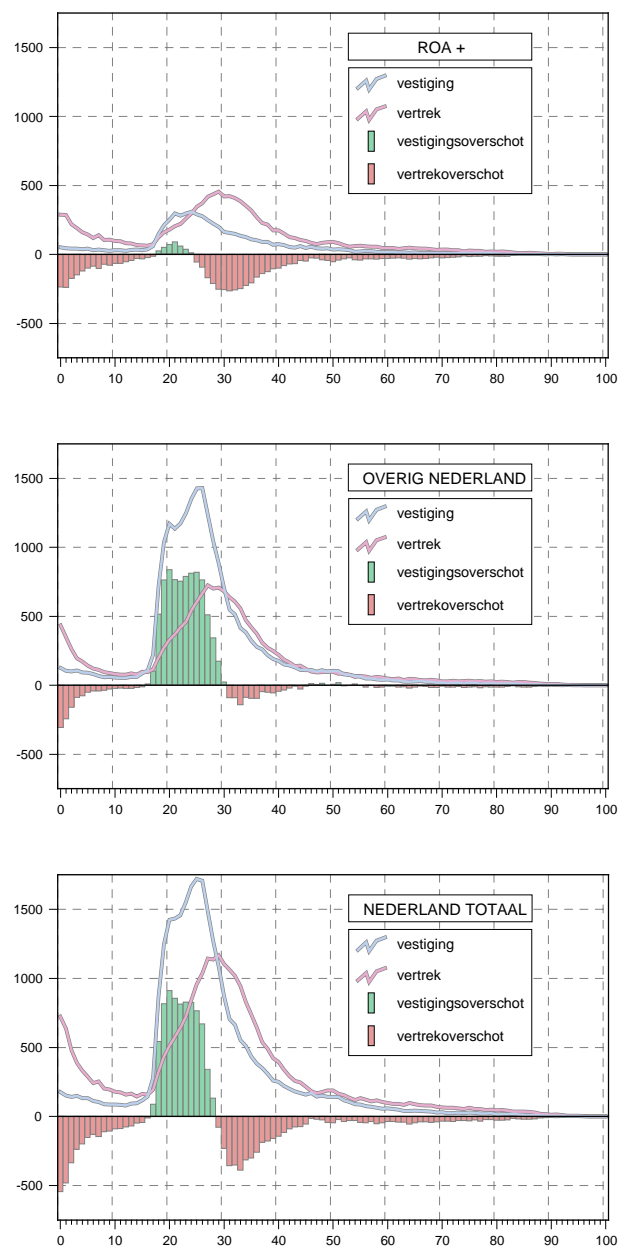 ROA +
vestiging
vertrek
vestigingsoverschot
vertrekoverschot
1500
1000
500
0
-500
0 10 20 30 40 50 60 70 80 90 100
OVERIG NEDERLAND
vestiging
vertrek
vestigingsoverschot
vertrekoverschot
1500
1000
500
0
-500
0 10 20 30 40 50 60 70 80 90 100
NEDERLAND TOTAAL
vestiging
vertrek
vestigingsoverschot
vertrekoverschot
1500
1000
500
0
-500
0 10 20 30 40 50 60 70 80 90 100